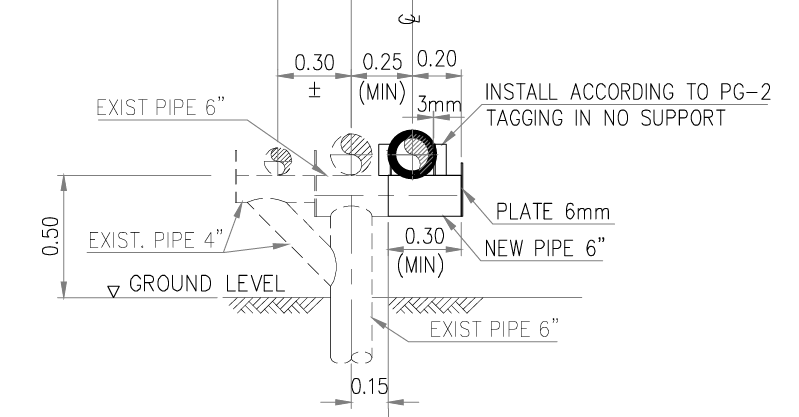 ℄
0.30
±
0.25
(MIN)
0.20
EXIST PIPE 6”
3mm
INSTALL ACCORDING TO PG-2
TAGGING IN NO SUPPORT
PLATE 6mm
0.50
EXIST. PIPE 4”
0.30
(MIN)
NEW PIPE 6”
GROUND LEVEL
EXIST PIPE 6”
0.15